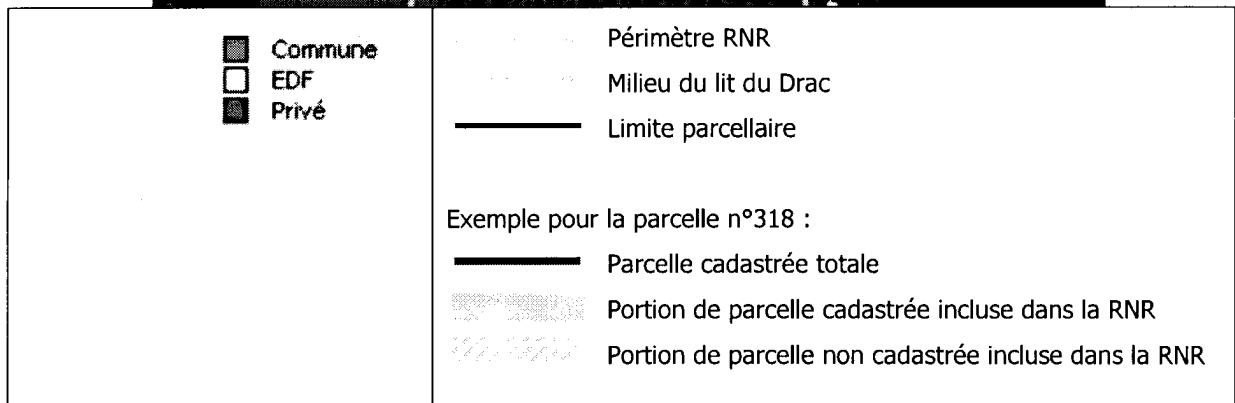 Commune
EDF
Privé
Périmètre RNR
Milieu du lit du Drac
Limite parcellaire
Exemple pour la parcelle n°318 :
Parcelle cadastrée totale
Portion de parcelle cadastrée incluse dans la RNR
Portion de parcelle non cadastrée incluse dans la RNR